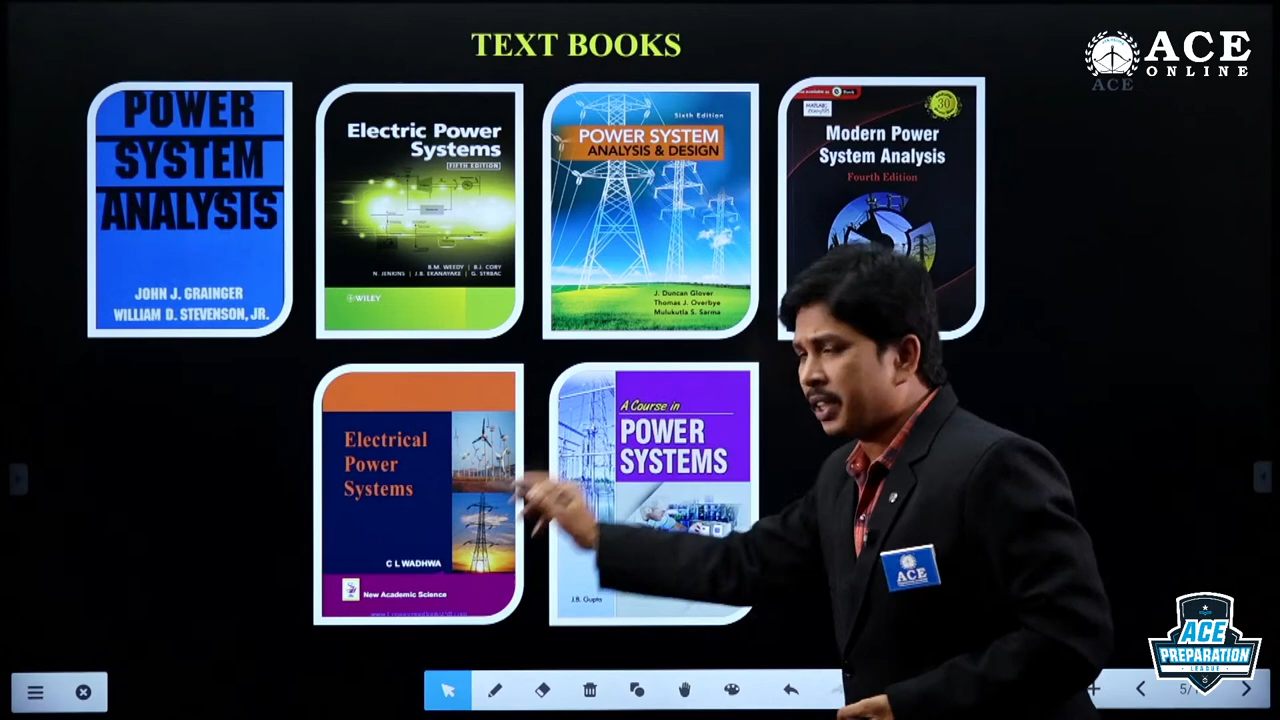 TEXT BOOKS
ACE
ONLINE
ACE
POWER
SYSTEM
ANALYSIS
JOHN J. GRAINGER
WILLIAM D. STEVENSON, JR.
Electric Power
Systems
FIFTH EDITION
B.M. WEEDY | B.J. CORY
N. JENKINS | J.B. EKANAYAKE | G. STRBAC
WILEY
Sixth Edition
POWER SYSTEM
ANALYSIS & DESIGN
J. Duncan Glover
Thomas J. Overbye
Mulukutla S. Sarma
MATLAB
30
Modern Power
System Analysis
Fourth Edition
Electrical
Power
Systems
C L WADHWA
New Academic Science
A Course in
POWER
SYSTEMS
J.B. Gupta
ACE
ACE
PREPARATION
LEAGUE
5/1